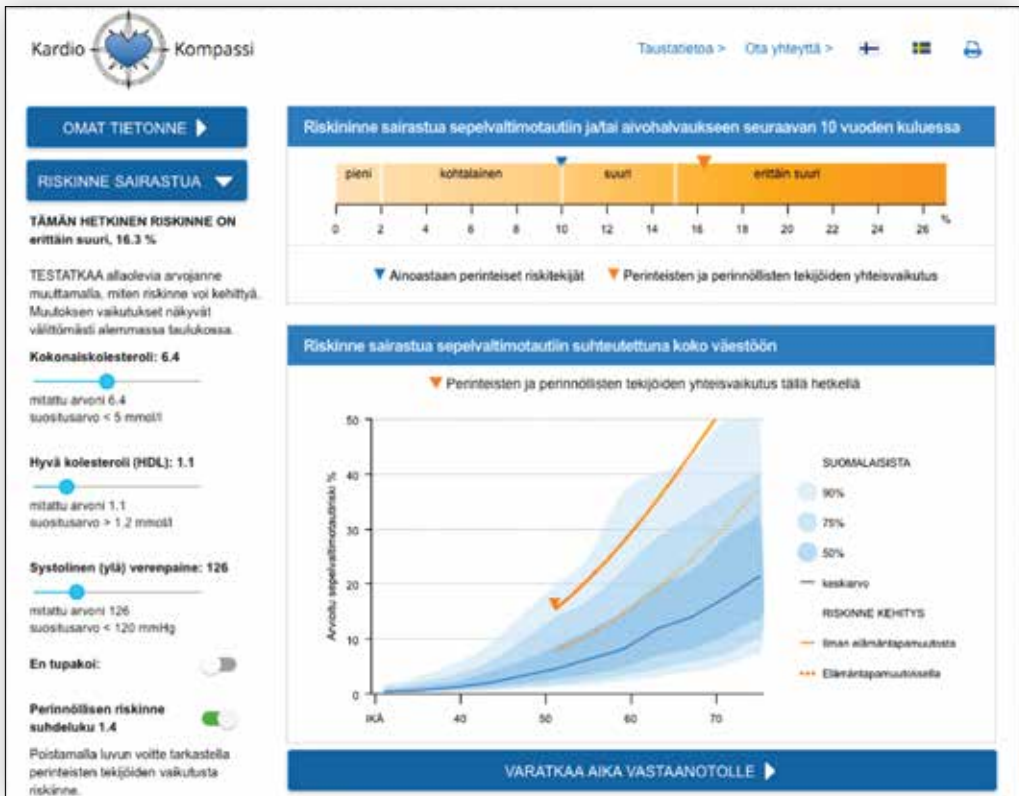 Kardio Kompassi
Taustatietoa > Ota yhteyttä >
OMAT TIETONNE
RISKINNE SAIRASTUA
TÄMÄN HETKINEN RISKINNE ON
erittäin suuri, 16.3 %
TESTATKAA allaolevia arvojanne
muuttamalla, miten riskinne voi kehittyä.
Muutoksen vaikutukset näkyvät
välittömästi alemmassa taulukossa.
Kokonaiskolesteroli: 6.4
mitattu arvoni 6.4
suositusarvo < 5 mmol/l
Hyvä kolesteroli (HDL): 1.1
mitattu arvoni 1.1
suositusarvo > 1.2 mmol/l
Systolinen (ylä) verenpaine: 126
mitattu arvoni 126
suositusarvo < 120 mmHg
En tupakoi:
Perinnöllisen riskinne
suhdeluku 1.4
Poistamalla luvun voitte tarkastella
perinteisten tekijöiden vaikutusta
riskinne.
Riskininne sairastua sepelvaltimotautiin ja/tai aivohalvaukseen seuraavan 10 vuoden kuluessa
pieni kohtalainen suuri erittäin suuri
0 2 4 6 8 10 12 14 16 18 20 22 24 26 %
Ainoastaan perinteiset riskitekijät Perinteisten ja perinnöllisten tekijöiden yhteisvaikutus
Riskinne sairastua sepelvaltimotautiin suhteutettuna koko väestöön
Perinteisten ja perinnöllisten tekijöiden yhteisvaikutus tällä hetkellä
Arvioitu sepelvaltimotautiriski %
50
40
30
20
10
0
IKÄ 40 50 60 70
SUOMALAISISTA
90%
75%
50%
keskiarvo
RISKINNE KEHITYS
Ilman elämäntapamuutosta
Elämäntapamuutoksella
VARATKAA AIKA VASTAANOTOLLE